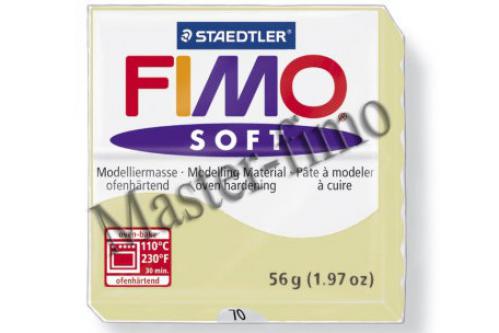 STAEDTLER
FIMO®
SOFT
Modelliermasse · Modelling Material · Pâte à modeler
ofenhärtend oven hardening à cuire
oven-bake
110°C
230°F
30 min.
ofenhärtend
56 g (1.97 oz)
70
Master-fimo